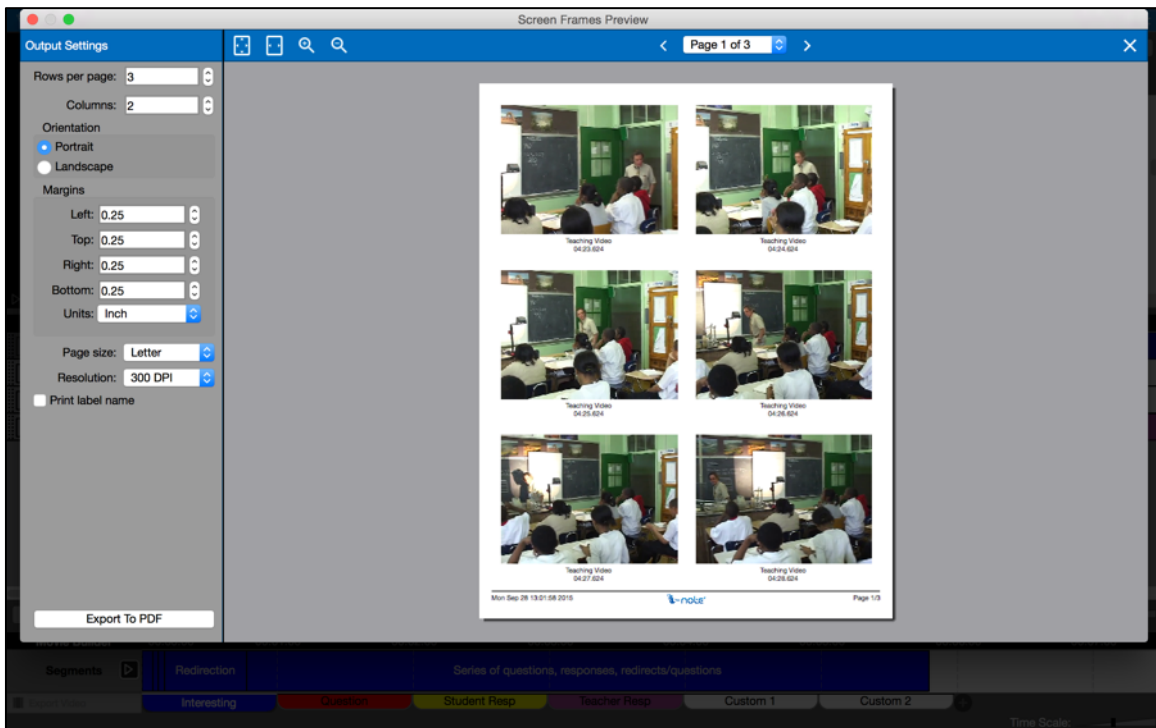 Screen Frames Preview
Output Settings
Page 1 of 3
Rows per page: 3
Columns: 2
Orientation
Portrait
Landscape
Margins
Left: 0.25
Top: 0.25
Right: 0.25
Bottom: 0.25
Units: Inch
Page size: Letter
Resolution: 300 DPI
Print label name
Export To PDF
Teaching Video
04:23.624
Teaching Video
04:24.624
Teaching Video
04:25.624
Teaching Video
04:26.624
Teaching Video
04:27.624
Teaching Video
04:28.624
Mon Sep 28 13:01:58 2015
Page 1/3
Movie Builder
Segments
Redirection
Series of questions, responses, redirects/questions
Export Video
Interesting
Question
Student Resp
Teacher Resp
Custom 1
Custom 2
Time Scale: